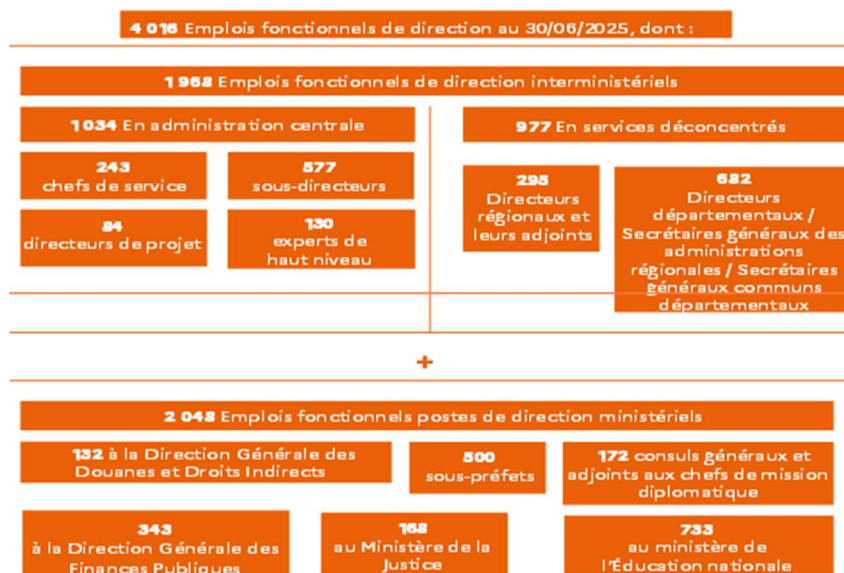 4 016 Emplois fonctionnels de direction au 30/06/2025, dont :
1 968 Emplois fonctionnels de direction interministériels
1 034 En administration centrale
977 En services déconcentrés
243
chefs de service
577
sous-directeurs
84
directeurs de projet
130
experts de
haut niveau
295
Directeurs
régionaux et
leurs adjoints
682
Directeurs
départementaux /
Secrétaires généraux des
administrations
régionales / Secrétaires
généraux communs
départementaux
+
2 048 Emplois fonctionnels postes de direction ministériels
132 à la Direction Générale des
Douanes et Droits Indirects
500
sous-préfets
172 consuls généraux et
adjoints aux chefs de mission
diplomatique
343
à la Direction Générale des
Finances Publiques
168
au Ministère de la
Justice
733
au ministère de
l'Éducation nationale